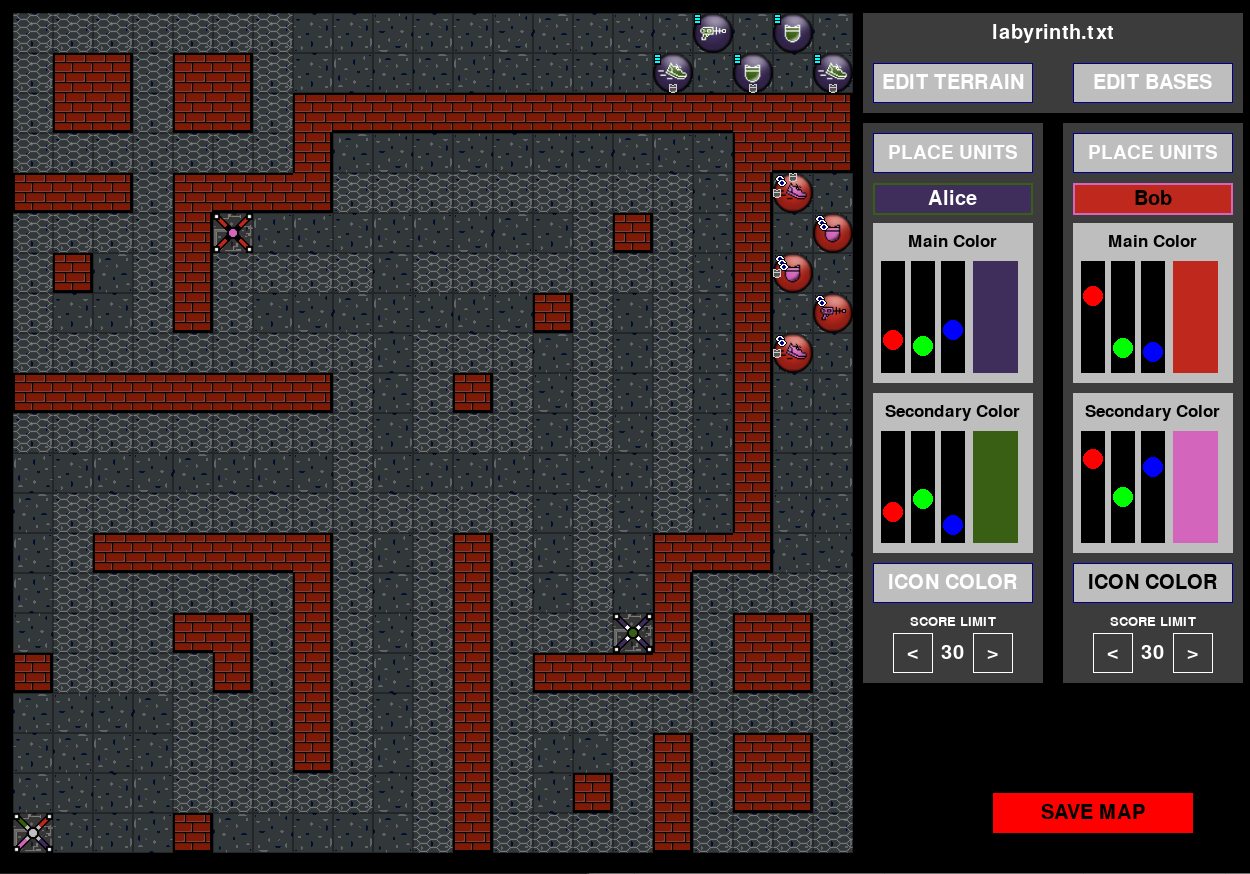 labyrinth.txt
EDIT TERRAIN
EDIT BASES
PLACE UNITS
PLACE UNITS
Alice
Bob
Main Color
Main Color
Secondary Color
Secondary Color
ICON COLOR
ICON COLOR
SCORE LIMIT
SCORE LIMIT
< 30 >
< 30 >
SAVE MAP